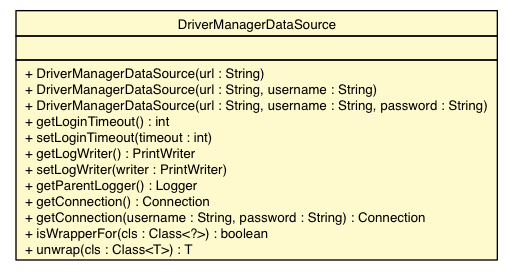 DriverManagerDataSource
+ DriverManagerDataSource(url : String)
+ DriverManagerDataSource(url : String, username : String)
+ DriverManagerDataSource(url : String, username : String, password : String)
+ getLoginTimeout() : int
+ setLoginTimeout(timeout : int)
+ getLogWriter() : PrintWriter
+ setLogWriter(writer : PrintWriter)
+ getParentLogger() : Logger
+ getConnection() : Connection
+ getConnection(username : String, password : String) : Connection
+ isWrapperFor(cls : Class<?>) : boolean
+ unwrap(cls : Class<T>) : T